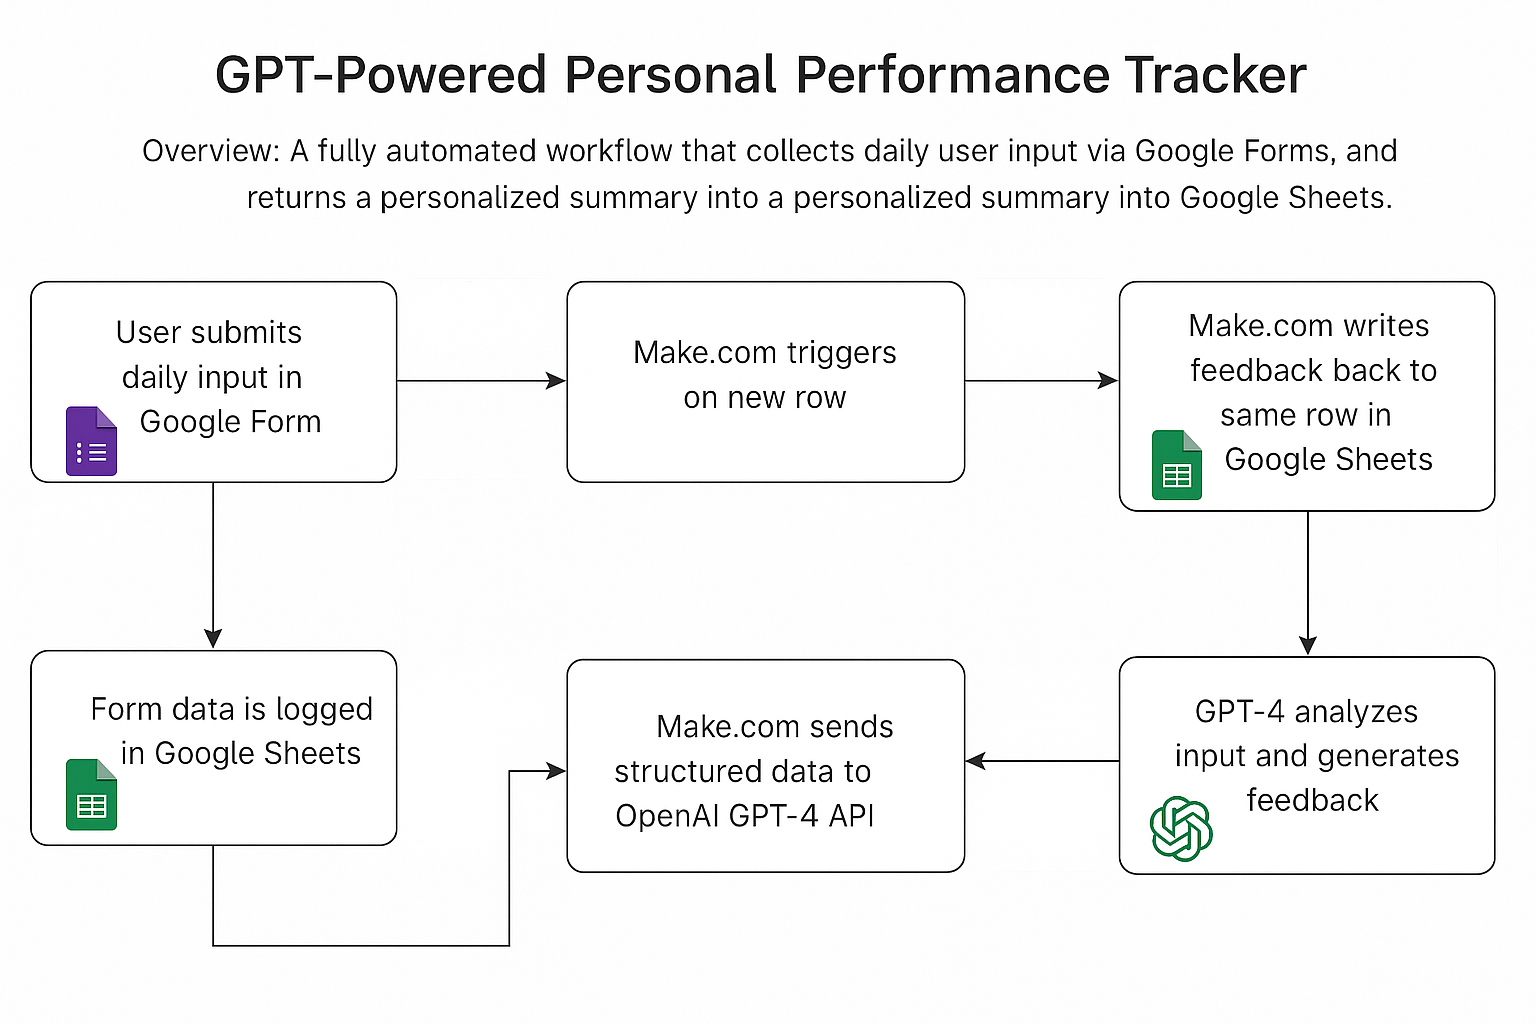 GPT-Powered Personal Performance Tracker
Overview: A fully automated workflow that collects daily user input via Google Forms, and
returns a personalized summary into a personalized summary into Google Sheets.
User submits
daily input in
Google Form
Make.com triggers
on new row
Make.com writes
feedback back to
same row in
Google Sheets
Form data is logged
in Google Sheets
Make.com sends
structured data to
OpenAI GPT-4 API
GPT-4 analyzes
input and generates
feedback